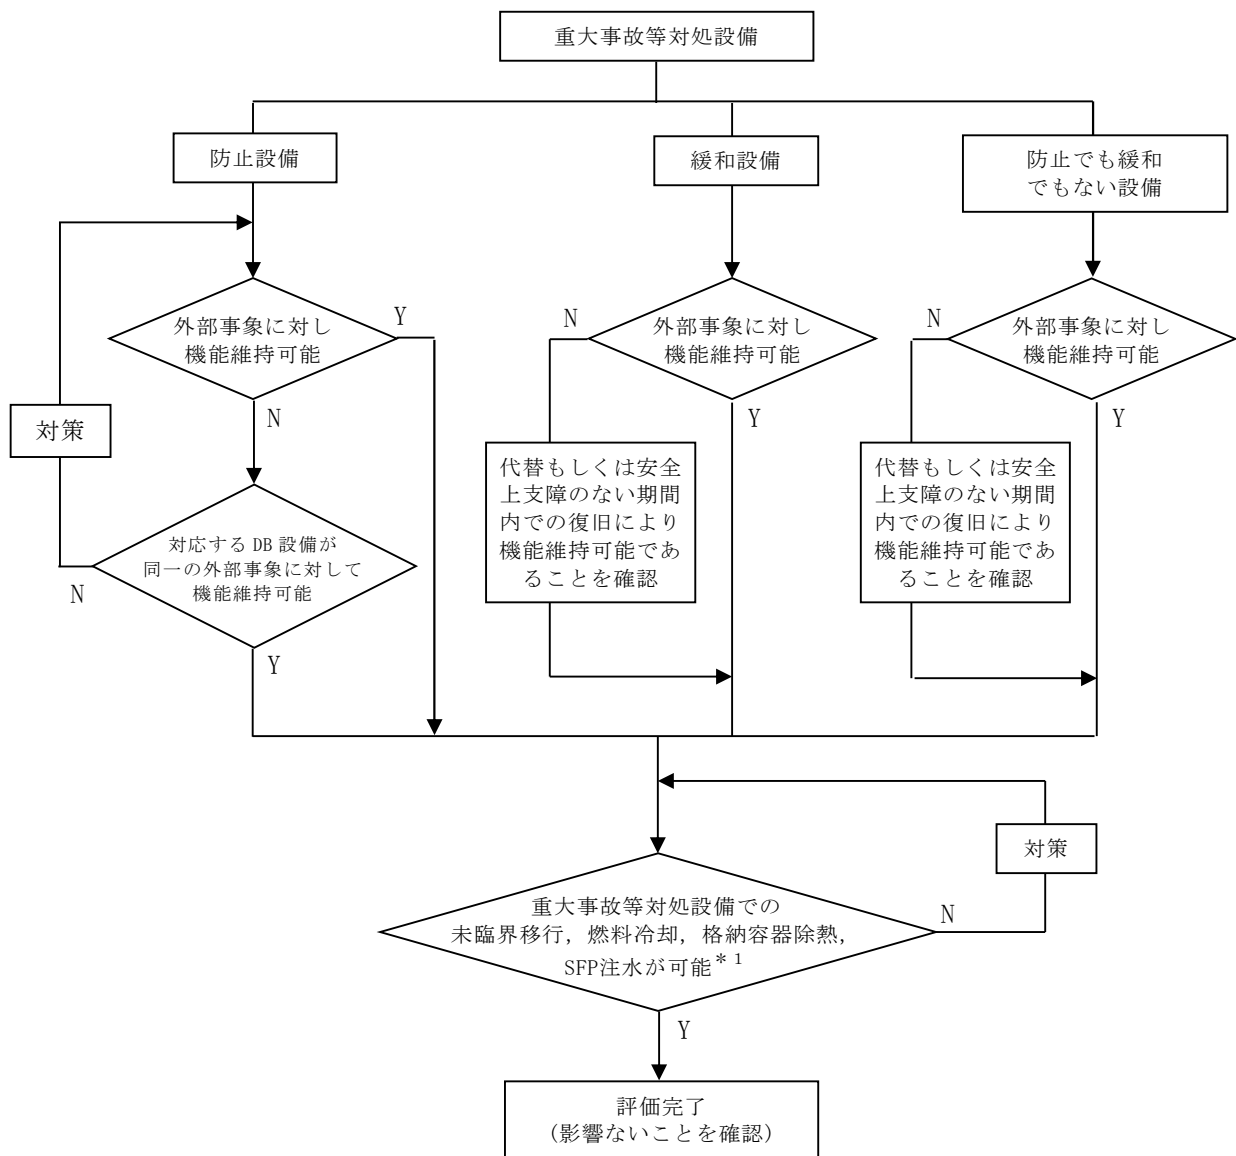 重大事故等対処設備
防止設備
緩和設備
防止でも緩和
でもない設備
外部事象に対し
機能維持可能
Y
N
対策
対応する DB 設備が
同一の外部事象に対して
機能維持可能
N
Y
外部事象に対し
機能維持可能
N
Y
代替もしくは安全
上支障のない期間
内での復旧により
機能維持可能であ
ることを確認
外部事象に対し
機能維持可能
N
Y
代替もしくは安全
上支障のない期間
内での復旧により
機能維持可能であ
ることを確認
重大事故等対処設備での
未臨界移行，燃料冷却，格納容器除熱，
SFP注水が可能＊1
N
対策
Y
評価完了
（影響ないことを確認）